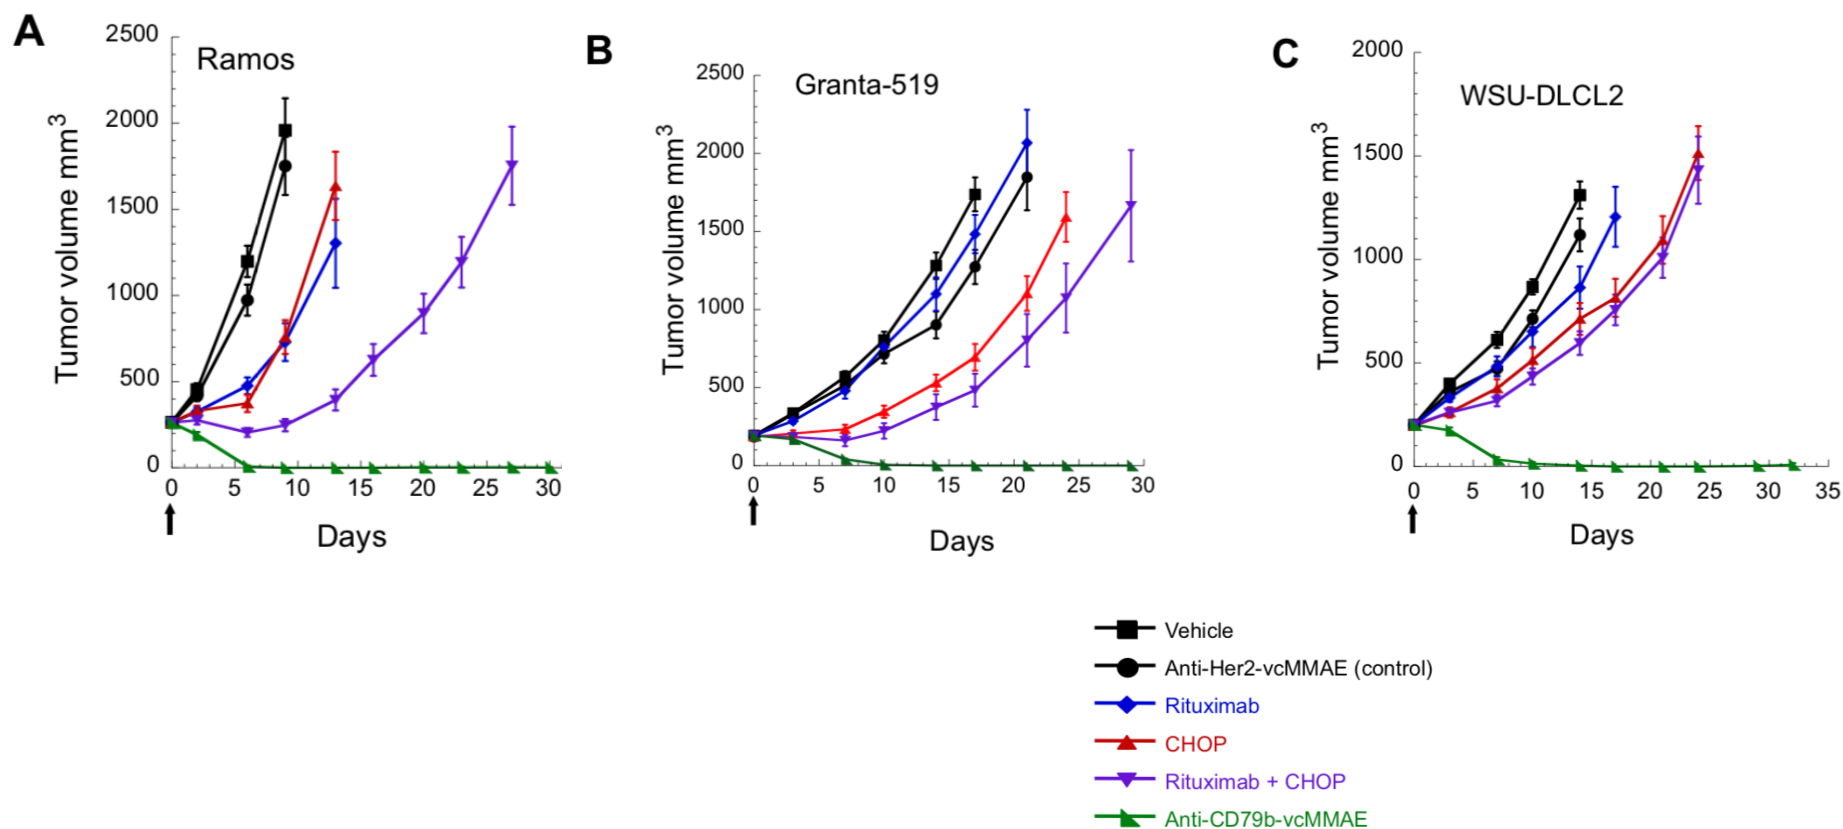 A
Ramos
Tumor volume mm3
2500
2000
1500
1000
500
0
0 5 10 15 20 25 30
Days
B
Granta-519
Tumor volume mm3
2500
2000
1500
1000
500
0
0 5 10 15 20 25 30
Days
C
WSU-DLCL2
Tumor volume mm3
2000
1500
1000
500
0
0 5 10 15 20 25 30 35
Days
Vehicle
Anti-Her2-vcMMAE (control)
Rituximab
CHOP
Rituximab + CHOP
Anti-CD79b-vcMMAE